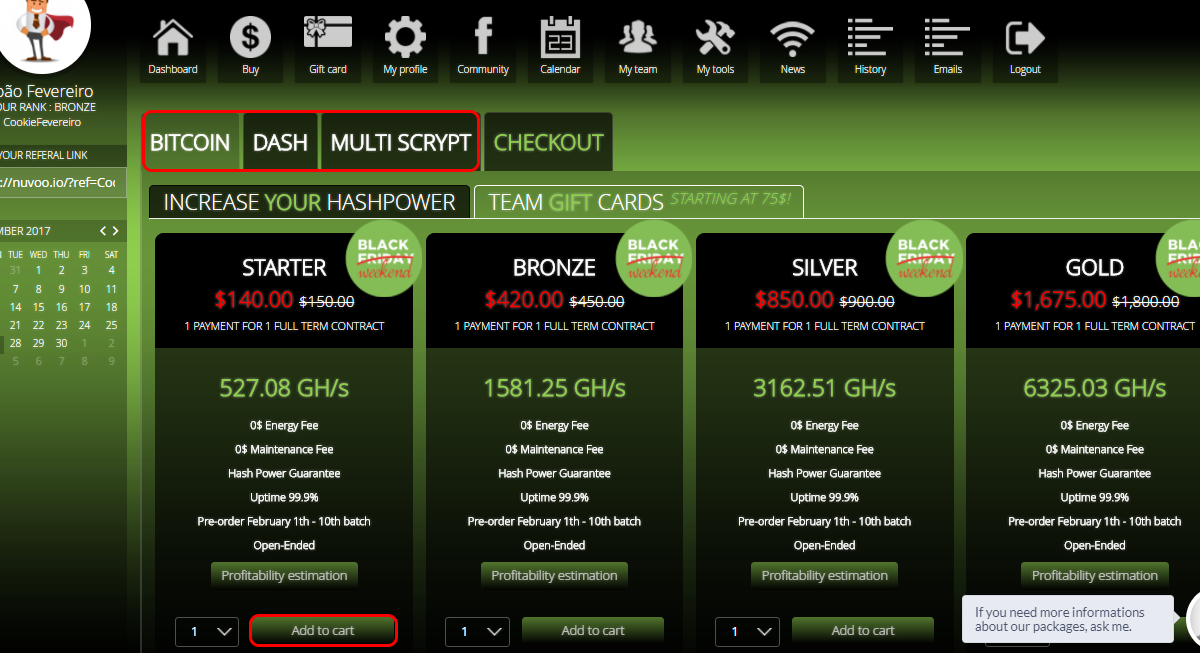 Dashboard
Buy
Gift card
My profile
Community
23
Calendar
My team
My tools
News
History
Emails
Logout
oão Fevereiro
OUR RANK : BRONZE
CookieFevereiro
YOUR REFERAL LINK
://nuvoo.io/?ref=Coo
MBER 2017
TUE WED THU FRI SAT
31 1 2 3 4
7 8 9 10 11
14 15 16 17 18
21 22 23 24 25
28 29 30 1 2
5 6 7 8 9
BITCOIN
DASH
MULTI SCRYPT
CHECKOUT
INCREASE YOUR HASHPOWER
TEAM GIFT CARDS STARTING AT 75$!
BLACK
FRIDAY
weekend
STARTER
$140.00 $150.00
1 PAYMENT FOR 1 FULL TERM CONTRACT
527.08 GH/s
0$ Energy Fee
0$ Maintenance Fee
Hash Power Guarantee
Uptime 99.9%
Pre-order February 1th - 10th batch
Open-Ended
Profitability estimation
1
Add to cart
BLACK
FRIDAY
weekend
BRONZE
$420.00 $450.00
1 PAYMENT FOR 1 FULL TERM CONTRACT
1581.25 GH/s
0$ Energy Fee
0$ Maintenance Fee
Hash Power Guarantee
Uptime 99.9%
Pre-order February 1th - 10th batch
Open-Ended
Profitability estimation
1
Add to cart
BLACK
FRIDAY
weekend
SILVER
$850.00 $900.00
1 PAYMENT FOR 1 FULL TERM CONTRACT
3162.51 GH/s
0$ Energy Fee
0$ Maintenance Fee
Hash Power Guarantee
Uptime 99.9%
Pre-order February 1th - 10th batch
Open-Ended
Profitability estimation
1
Add to cart
BLACK
FRIDAY
weekend
GOLD
$1,675.00 $1,800.00
1 PAYMENT FOR 1 FULL TERM CONTRACT
6325.03 GH/s
0$ Energy Fee
0$ Maintenance Fee
Hash Power Guarantee
Uptime 99.9%
Pre-order February 1th - 10th batch
Open-Ended
Profitability estimation
If you need more informations
about our packages, ask me.